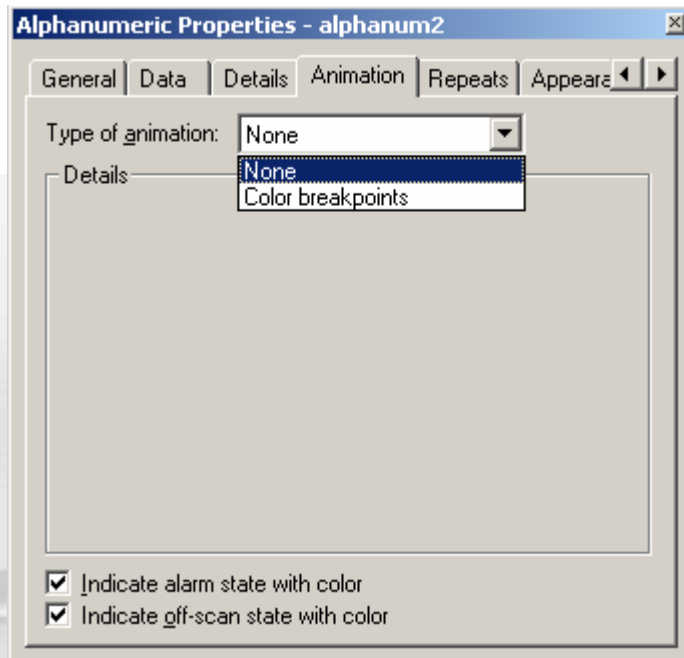 Alphanumeric Properties - alphanum2
General Data Details Animation Repeats Appeara
Type of animation: None
None
Color breakpoints
Details
Indicate alarm state with color
Indicate off-scan state with color